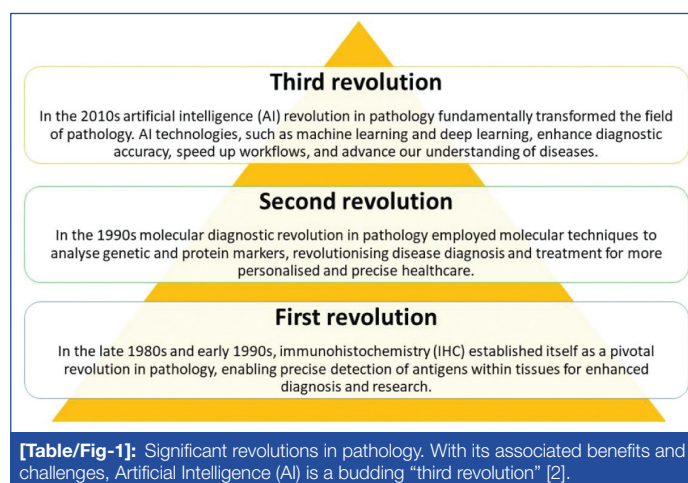 Third revolution
In the 2010s artificial intelligence (AI) revolution in pathology fundamentally transformed the field
of pathology. AI technologies, such as machine learning and deep learning, enhance diagnostic
accuracy, speed up workflows, and advance our understanding of diseases.
Second revolution
In the 1990s molecular diagnostic revolution in pathology employed molecular techniques to
analyse genetic and protein markers, revolutionising disease diagnosis and treatment for more
personalised and precise healthcare.
First revolution
In the late 1980s and early 1990s, immunohistochemistry (IHC) established itself as a pivotal
revolution in pathology, enabling precise detection of antigens within tissues for enhanced
diagnosis and research.
[Table/Fig-1]: Significant revolutions in pathology. With its associated benefits and
challenges, Artificial Intelligence (AI) is a budding “third revolution” [2].